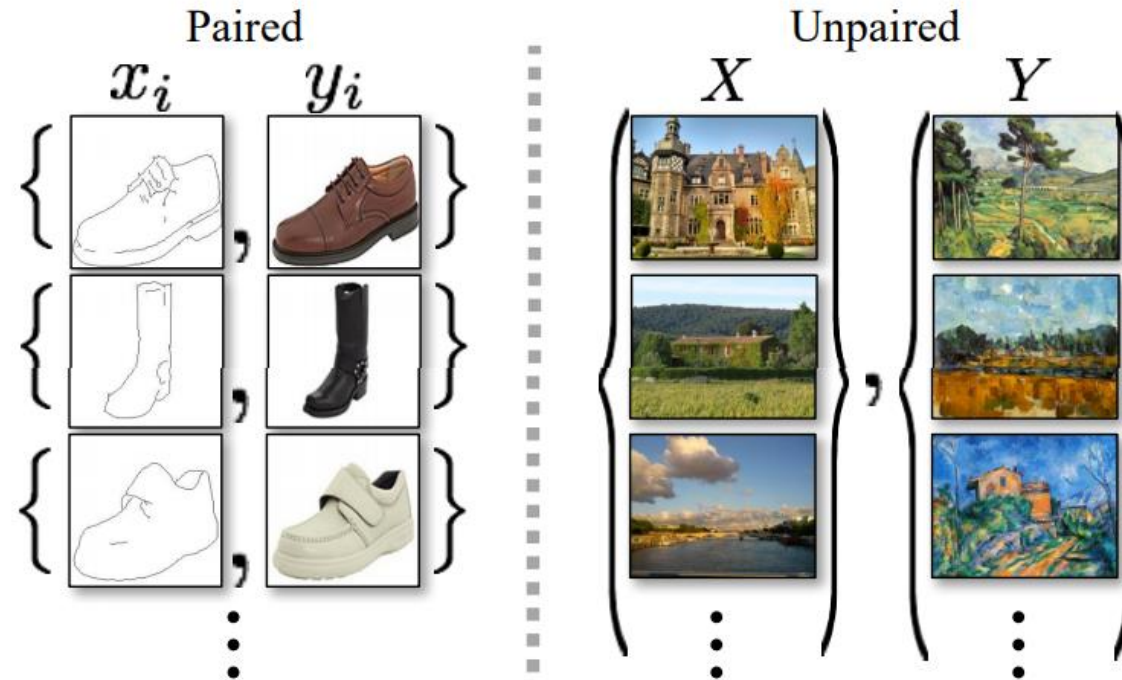 Paired
Unpaired
x_i y_i
X Y
{ , }
{ , }
{ , }
⋮
( ) , ( )
⋮ ⋮